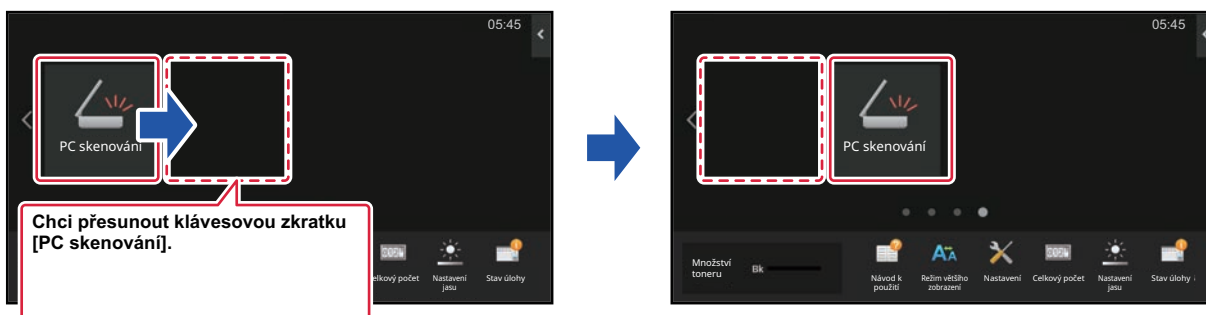 05:45
PC skenování
Chci přesunout klávesovou zkratku
[PC skenování].
elkový počet
Nastavení
jasu
Stav úlohy
05:45
PC skenování
Množství
toneru
Bk
Návod k
použití
Režim většího
zobrazení
Nastavení
Celkový počet
Nastavení
jasu
Stav úlohy